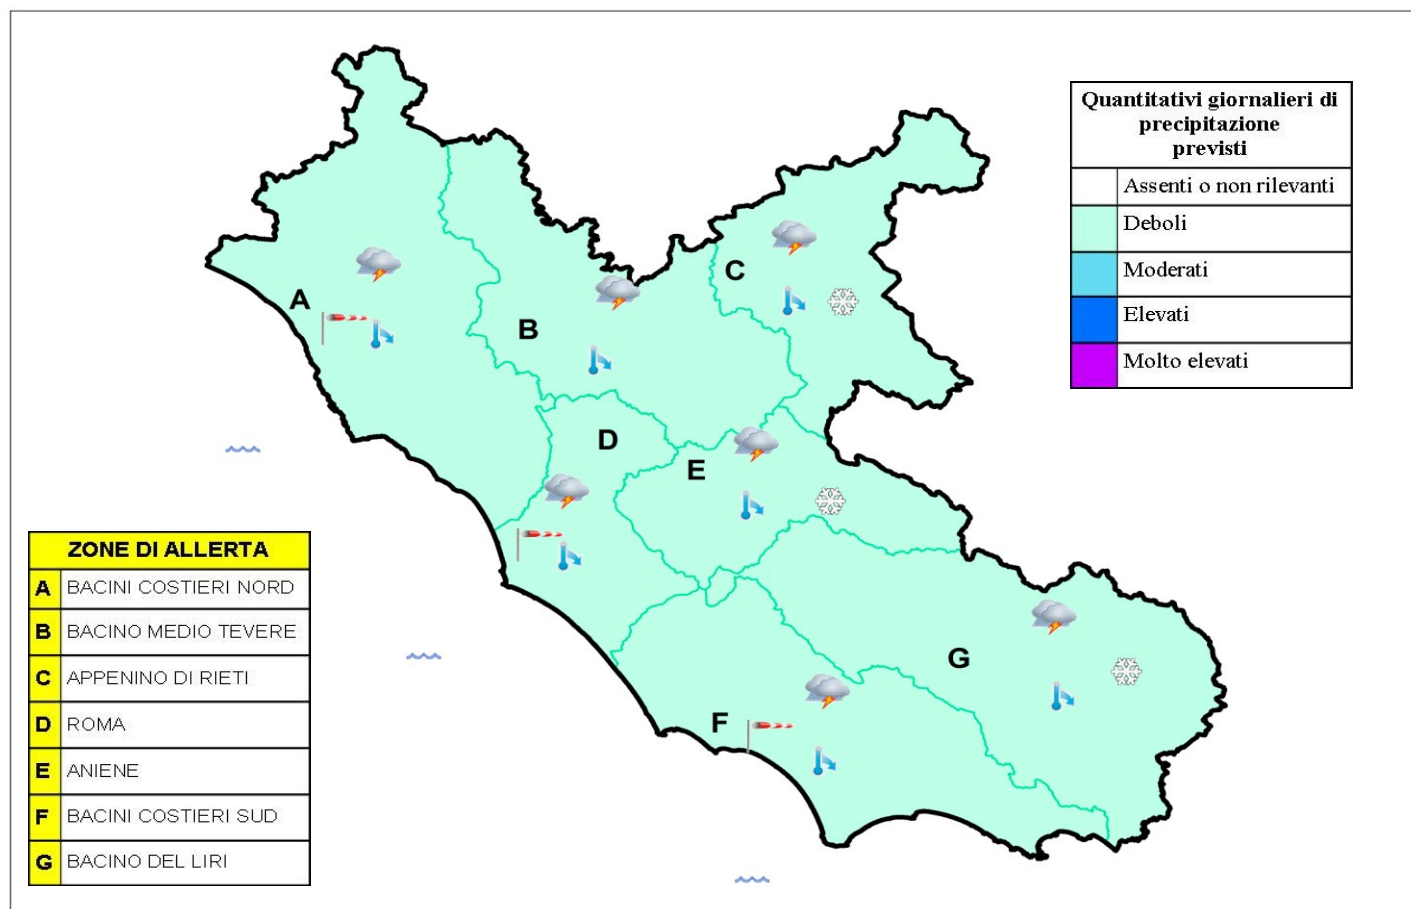 Quantitativi giornalieri di
precipitazione
previsti
Assenti o non rilevanti
Deboli
Moderati
Elevati
Molto elevati
A
B
C
D
E
F
G
ZONE DI ALLERTA
A BACINI COSTIERI NORD
B BACINO MEDIO TEVERE
C APPENINO DI RIETI
D ROMA
E ANIENE
F BACINI COSTIERI SUD
G BACINO DEL LIRI